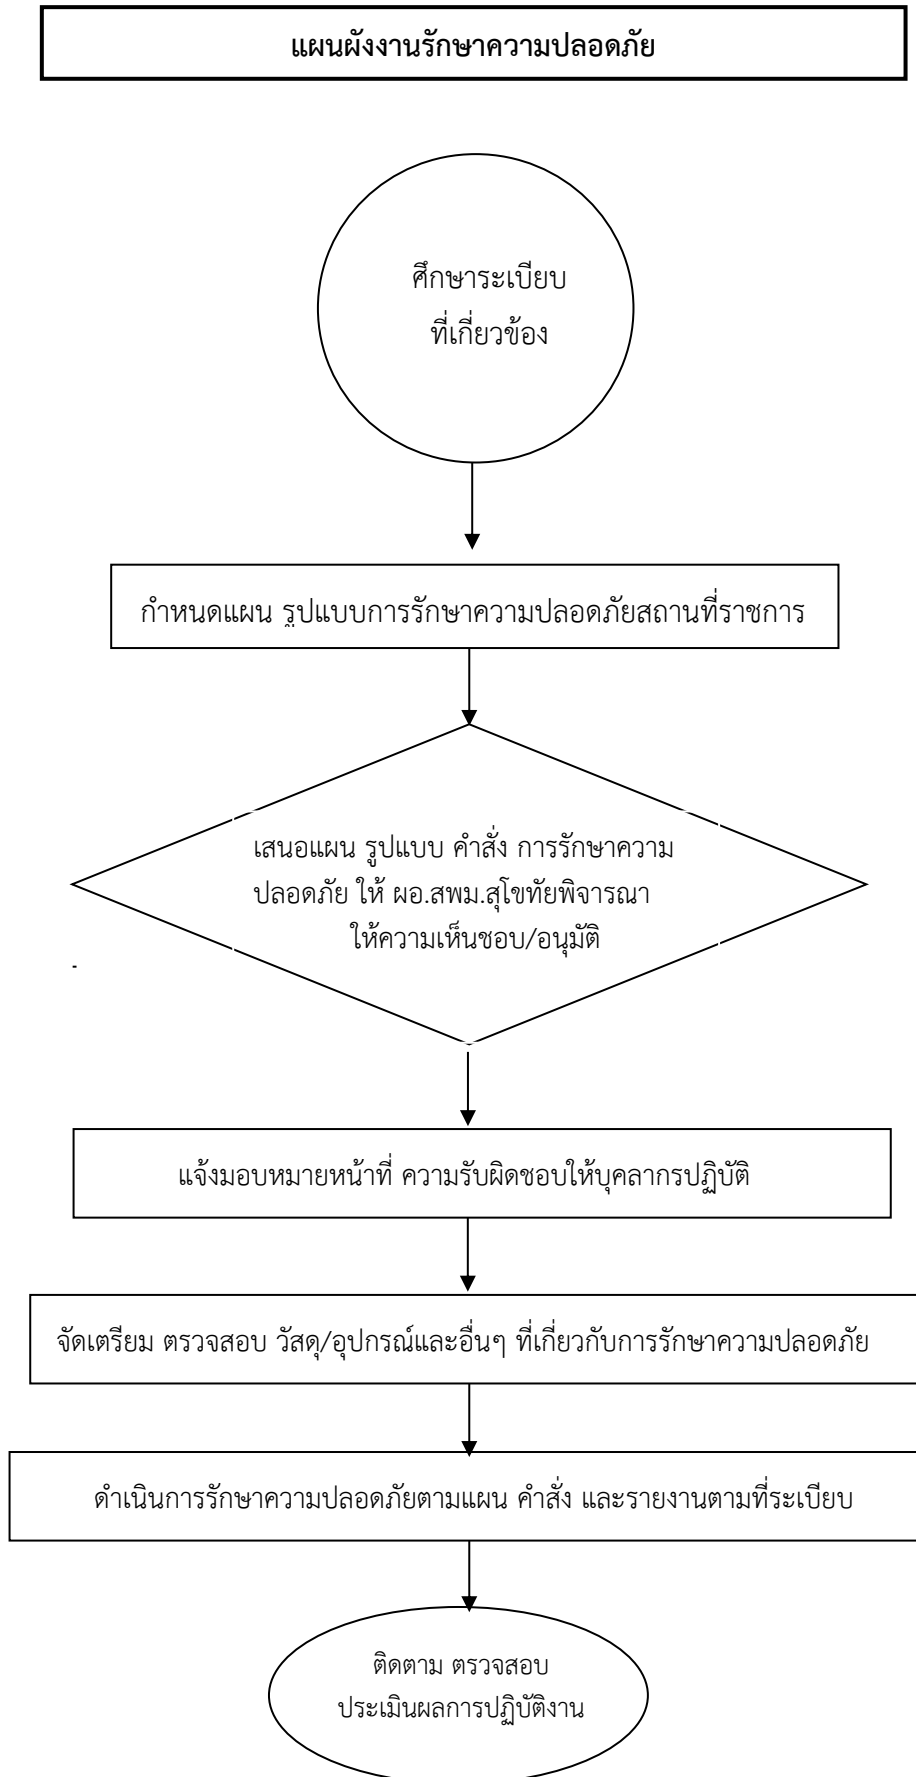 แผนผังงานรักษาความปลอดภัย
ศึกษาระเบียบ
ที่เกี่ยวข้อง
กำหนดแผน รูปแบบการรักษาความปลอดภัยสถานที่ราชการ
เสนอแผน รูปแบบ คำสั่ง การรักษาความ
ปลอดภัย ให้ ผอ.สพม.สุโขทัยพิจารณา
ให้ความเห็นชอบ/อนุมัติ
แจ้งมอบหมายหน้าที่ ความรับผิดชอบให้บุคลากรปฏิบัติ
จัดเตรียม ตรวจสอบ วัสดุ/อุปกรณ์และอื่นๆ ที่เกี่ยวกับการรักษาความปลอดภัย
ดำเนินการรักษาความปลอดภัยตามแผน คำสั่ง และรายงานตามที่ระเบียบ
ติดตาม ตรวจสอบ
ประเมินผลการปฏิบัติงาน